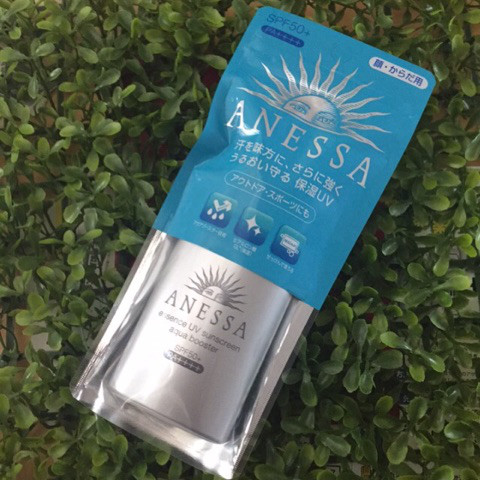 SPF50+
PA++++
顔・からだ用
ANESSA
汗を味方に、さらに強く
うるおい守る 保湿UV
アウトドア・スポーツにも
ANESSA
essence UV sunscreen
aqua booster
SPF50+
PA++++